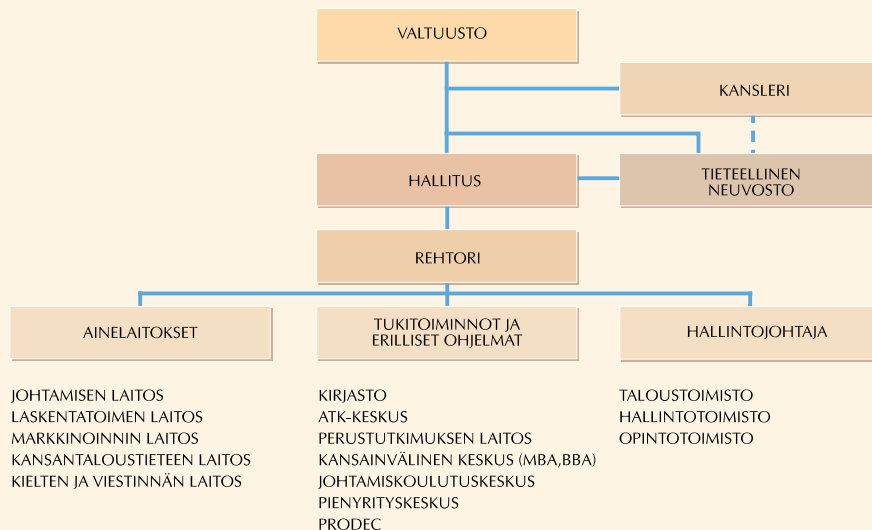 VALTUUSTO
KANSLERI
HALLITUS
TIETEELLINEN
NEUVOSTO
REHTORI
AINELAITOKSET
TUKITOIMINNOT JA
ERILLISET OHJELMAT
HALLINTOJOHTAJA
JOHTAMISEN LAITOS
LASKENTATOIMEN LAITOS
MARKKINOINNIN LAITOS
KANSANTALOUSTIETEEN LAITOS
KIELTEN JA VIESTINNÄN LAITOS
KIRJASTO
ATK-KESKUS
PERUSTUTKIMUKSEN LAITOS
KANSAINVÄLINEN KESKUS (MBA,BBA)
JOHTAMISKOULUTUSKESKUS
PIENYRITYSKESKUS
PRODEC
TALOUSTOIMISTO
HALLINTOTOIMISTO
OPINTOTOIMISTO